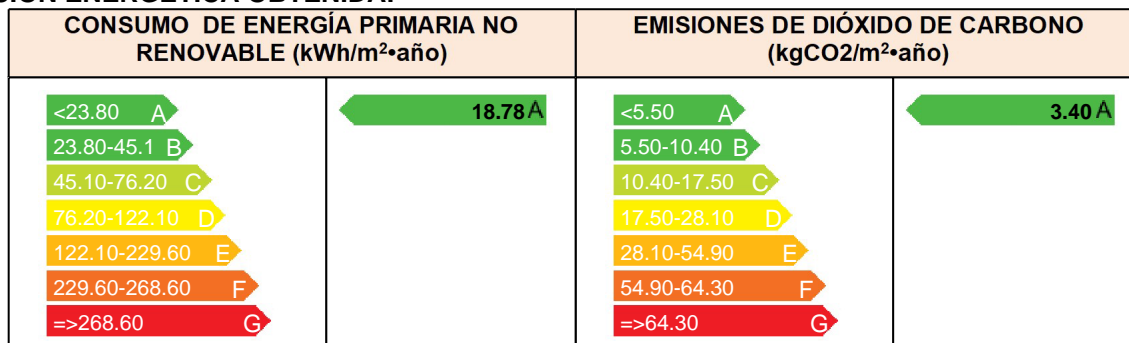 CIÓN ENERGÉTICA OBTENIDA:
CONSUMO DE ENERGÍA PRIMARIA NO
RENOVABLE (kWh/m²•año)
EMISIONES DE DIÓXIDO DE CARBONO
(kgCO2/m²•año)
<23.80 A
23.80-45.1 B
45.10-76.20 C
76.20-122.10 D
122.10-229.60 E
229.60-268.60 F
=>268.60 G
18.78 A
<5.50 A
5.50-10.40 B
10.40-17.50 C
17.50-28.10 D
28.10-54.90 E
54.90-64.30 F
=>64.30 G
3.40 A